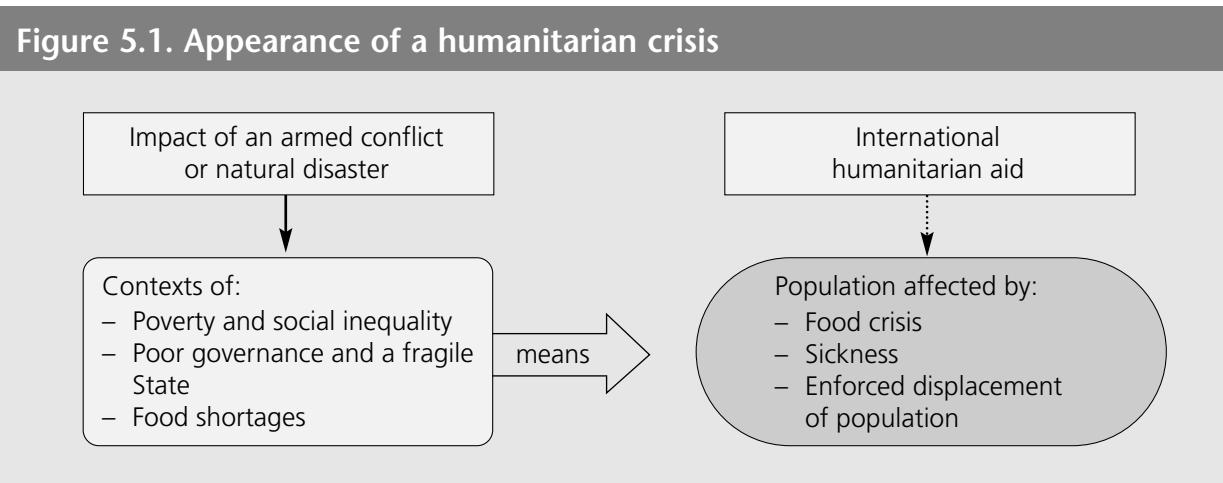 Figure 5.1. Appearance of a humanitarian crisis
Impact of an armed conflict
or natural disaster
International
humanitarian aid
Contexts of:
– Poverty and social inequality
– Poor governance and a fragile
State
– Food shortages
means
Population affected by:
– Food crisis
– Sickness
– Enforced displacement
of population